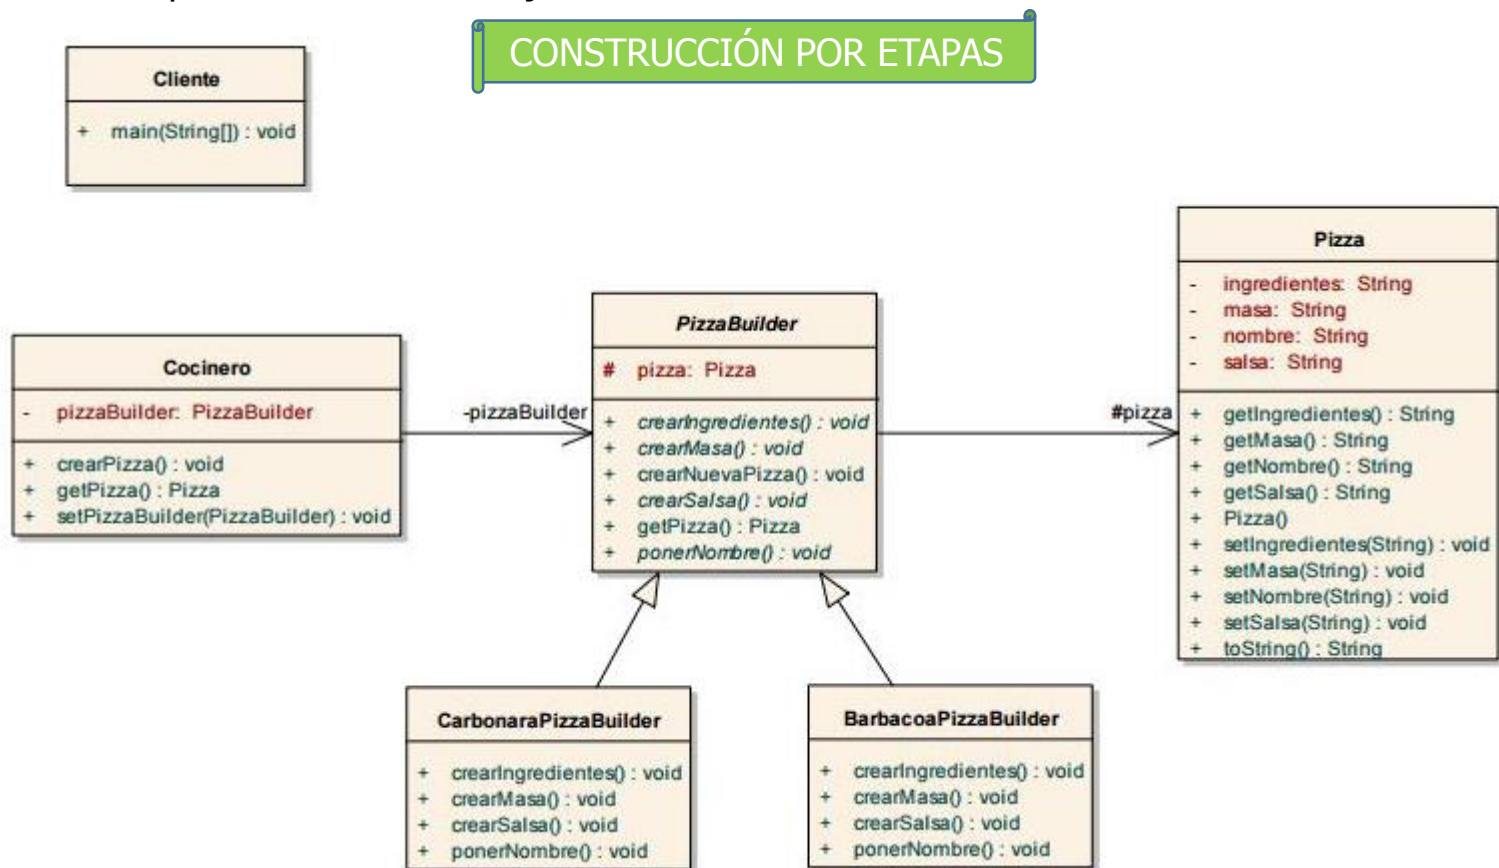 CONSTRUCCIÓN POR ETAPAS
Cliente
+ main(String[]) : void
Cocinero
- pizzaBuilder: PizzaBuilder
+ crearPizza() : void
+ getPizza() : Pizza
+ setPizzaBuilder(PizzaBuilder) : void
-pizzaBuilder
PizzaBuilder
# pizza: Pizza
+ crearIngredientes() : void
+ crearMasa() : void
+ crearNuevaPizza() : void
+ crearSalsa() : void
+ getPizza() : Pizza
+ ponerNombre() : void
#pizza
Pizza
- ingredientes: String
- masa: String
- nombre: String
- salsa: String
+ getIngredientes() : String
+ getMasa() : String
+ getNombre() : String
+ getSalsa() : String
+ Pizza()
+ setIngredientes(String) : void
+ setMasa(String) : void
+ setNombre(String) : void
+ setSalsa(String) : void
+ toString() : String
CarbonaraPizzaBuilder
+ crearIngredientes() : void
+ crearMasa() : void
+ crearSalsa() : void
+ ponerNombre() : void
BarbacoaPizzaBuilder
+ crearIngredientes() : void
+ crearMasa() : void
+ crearSalsa() : void
+ ponerNombre() : void